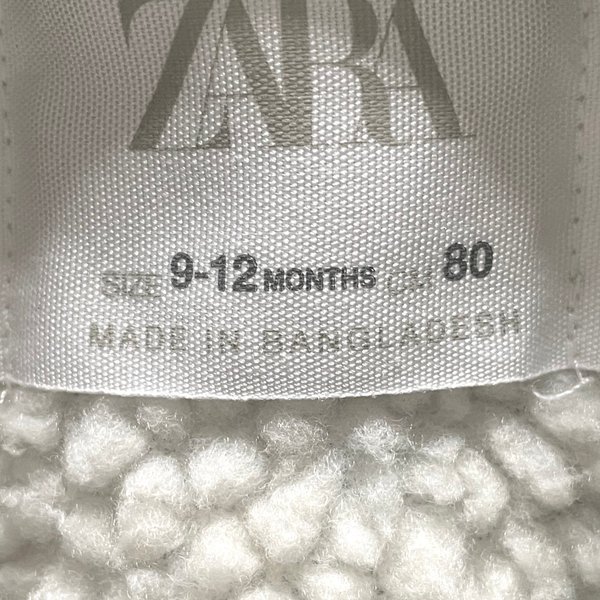 ZARA
SIZE 9-12 MONTHS CM. 80
MADE IN BANGLADESH